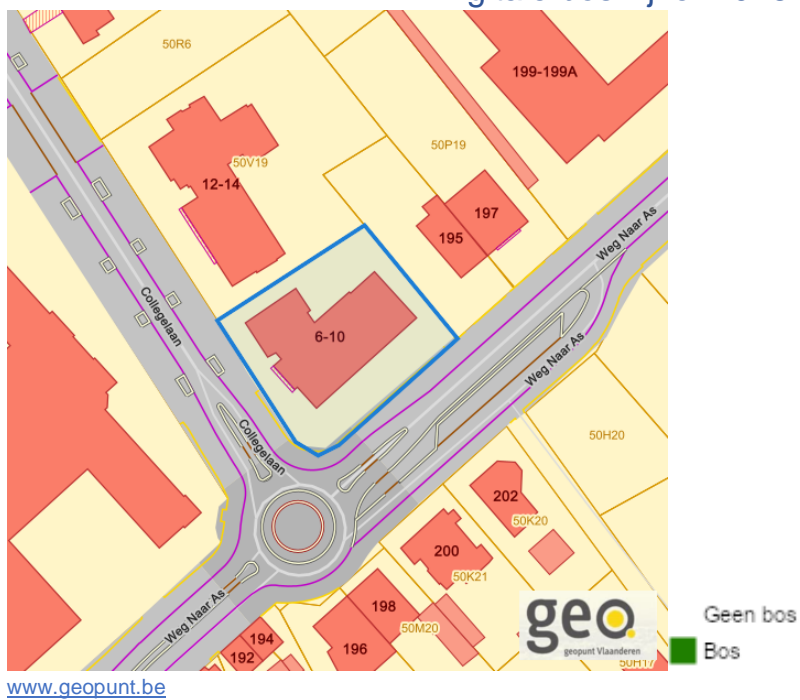 50R6
199-199A
50P19
50V19
12-14
197
195
Weg Naar As
Collegelaan
6-10
Weg Naar As
Collegelaan
50H20
202
50K20
200
50K21
198
50M20
196
194
192
Weg Naar As
geo
geopunt Vlaanderen
50H17
Geen bos
Bos
www.geopunt.be